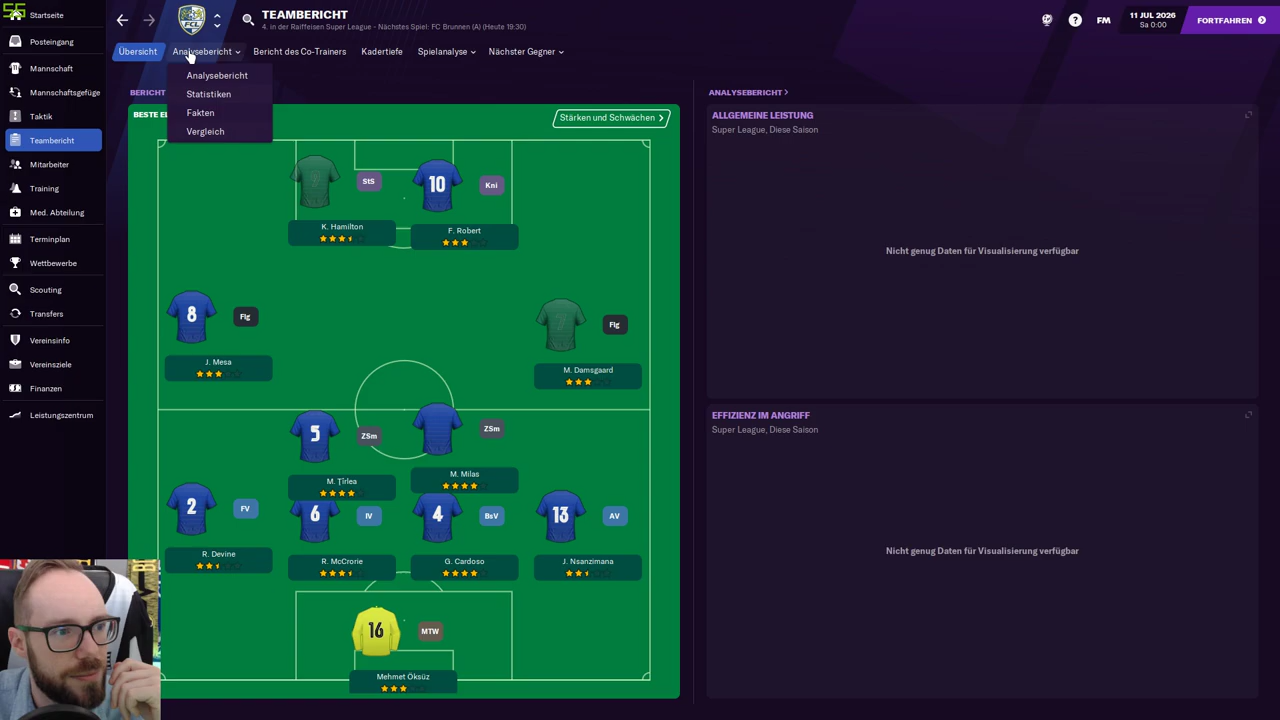 Startseite
Posteingang
Mannschaft
Mannschaftsgefüge
Taktik
Teambericht
Mitarbeiter
Training
Med. Abteilung
Terminplan
Wettbewerbe
Scouting
Transfers
Vereinsinfo
Vereinsziele
Finanzen
Leistungszentrum
FCL
TEAMBERICHT
4. in der Raiffeisen Super League - Nächstes Spiel: FC Brunnen (A) (Heute 19:30)
?
FM
11 JUL 2026
Sa 0:00
FORTFAHREN
Übersicht
Analysebericht
Bericht des Co-Trainers
Kadertiefe
Spielanalyse
Nächster Gegner
Analysebericht
Statistiken
Fakten
Vergleich
BERICHT
BESTE EL
Stärken und Schwächen
9
StS
K. Hamilton
10
Kni
F. Robert
8
Flg
J. Mesa
7
Flg
M. Damsgaard
5
ZSm
M. Țîrlea
ZSm
M. Milas
2
FV
R. Devine
6
IV
R. McCrorie
4
BsV
G. Cardoso
13
AV
J. Nsanzimana
16
MTW
Mehmet Öksüz
ANALYSEBERICHT
ALLGEMEINE LEISTUNG
Super League, Diese Saison
Nicht genug Daten für Visualisierung verfügbar
EFFIZIENZ IM ANGRIFF
Super League, Diese Saison
Nicht genug Daten für Visualisierung verfügbar